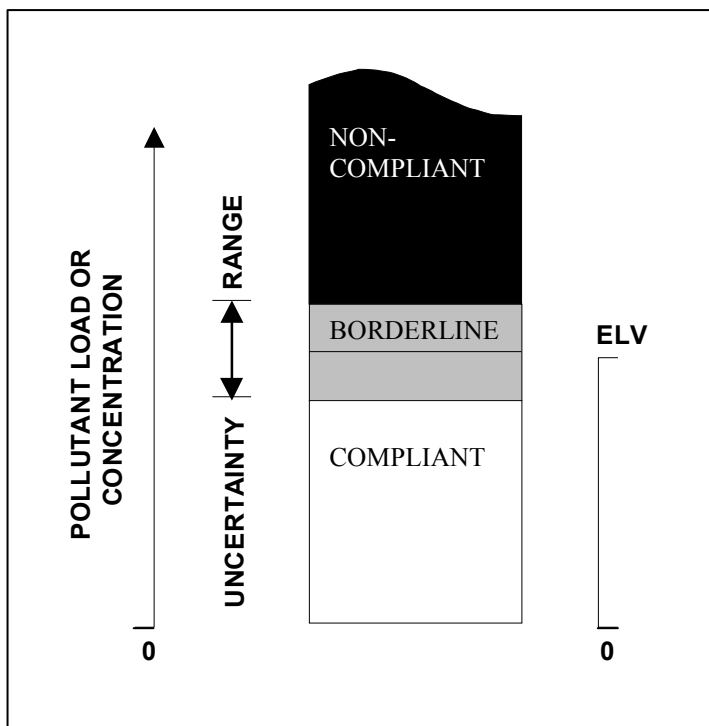 POLLUTANT LOAD OR
CONCENTRATION
UNCERTAINTY RANGE
NON-
COMPLIANT
BORDERLINE
COMPLIANT
ELV
0
0